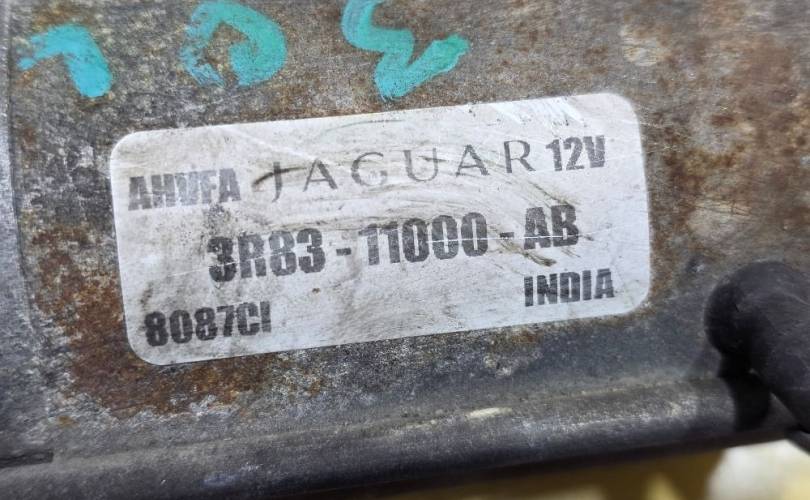 AHVFA JAGUAR 12V
3R83-11000-AB
8087CI INDIA